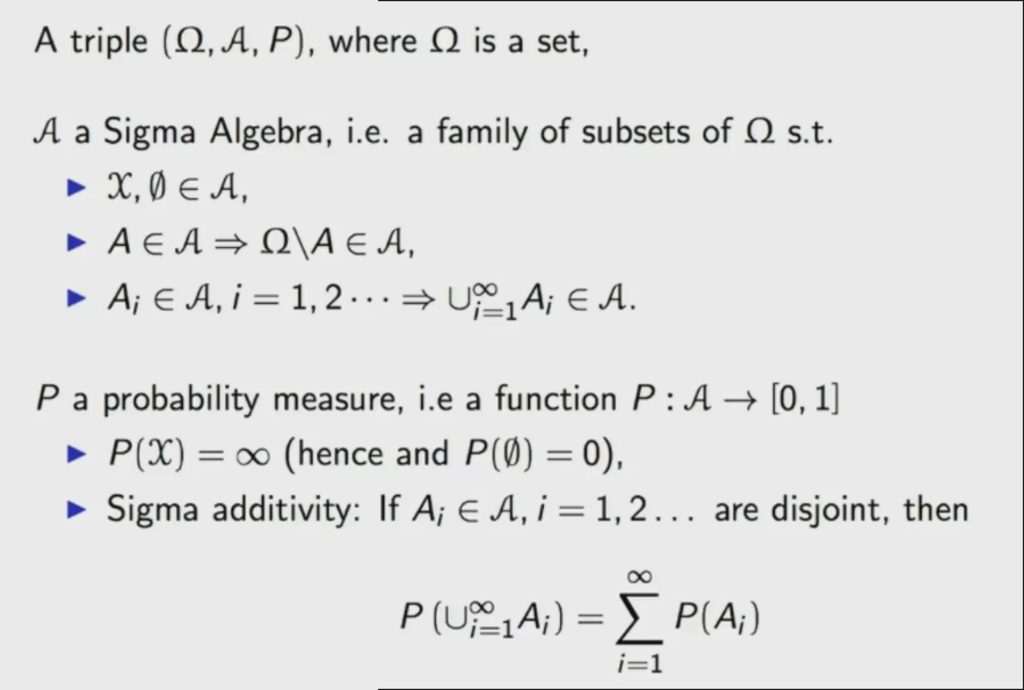 A triple (Ω, 𝒜, P), where Ω is a set,
𝒜 a Sigma Algebra, i.e. a family of subsets of Ω s.t.
▶ 𝒳, ∅ ∈ 𝒜,
▶ A ∈ 𝒜 ⇒ Ω\A ∈ 𝒜,
▶ Aᵢ ∈ 𝒜, i = 1, 2 ⋯ ⇒ ∪_{i=1}^∞ Aᵢ ∈ 𝒜.
P a probability measure, i.e a function P : 𝒜 → [0, 1]
▶ P(𝒳) = ∞ (hence and P(∅) = 0),
▶ Sigma additivity: If Aᵢ ∈ 𝒜, i = 1, 2 … are disjoint, then
P (∪_{i=1}^∞ Aᵢ) = ∑_{i=1}^∞ P(Aᵢ)